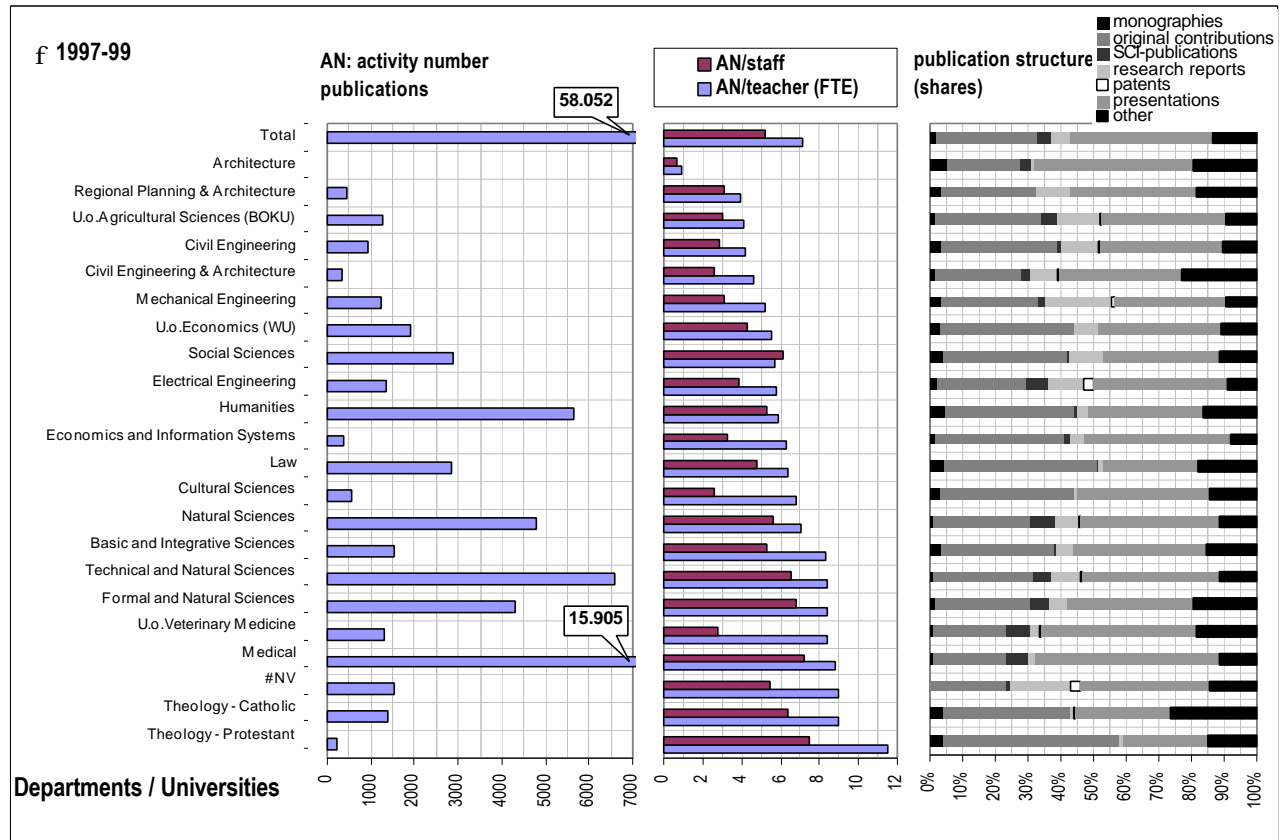 f 1997-99
AN: activity number
publications
AN/staff
AN/teacher (FTE)
publication structure
(shares)
monographies
original contributions
SCI-publications
research reports
patents
presentations
other
58.052
Total
Architecture
Regional Planning & Architecture
U.o.Agricultural Sciences (BOKU)
Civil Engineering
Civil Engineering & Architecture
Mechanical Engineering
U.o.Economics (WU)
Social Sciences
Electrical Engineering
Humanities
Economics and Information Systems
Law
Cultural Sciences
Natural Sciences
Basic and Integrative Sciences
Technical and Natural Sciences
Formal and Natural Sciences
15.905
U.o.Veterinary Medicine
Medical
#NV
Theology - Catholic
Theology - Protestant
Departments / Universities
0 1000 2000 3000 4000 5000 6000 7000
0 2 4 6 8 10 12
0% 10% 20% 30% 40% 50% 60% 70% 80% 90% 100%